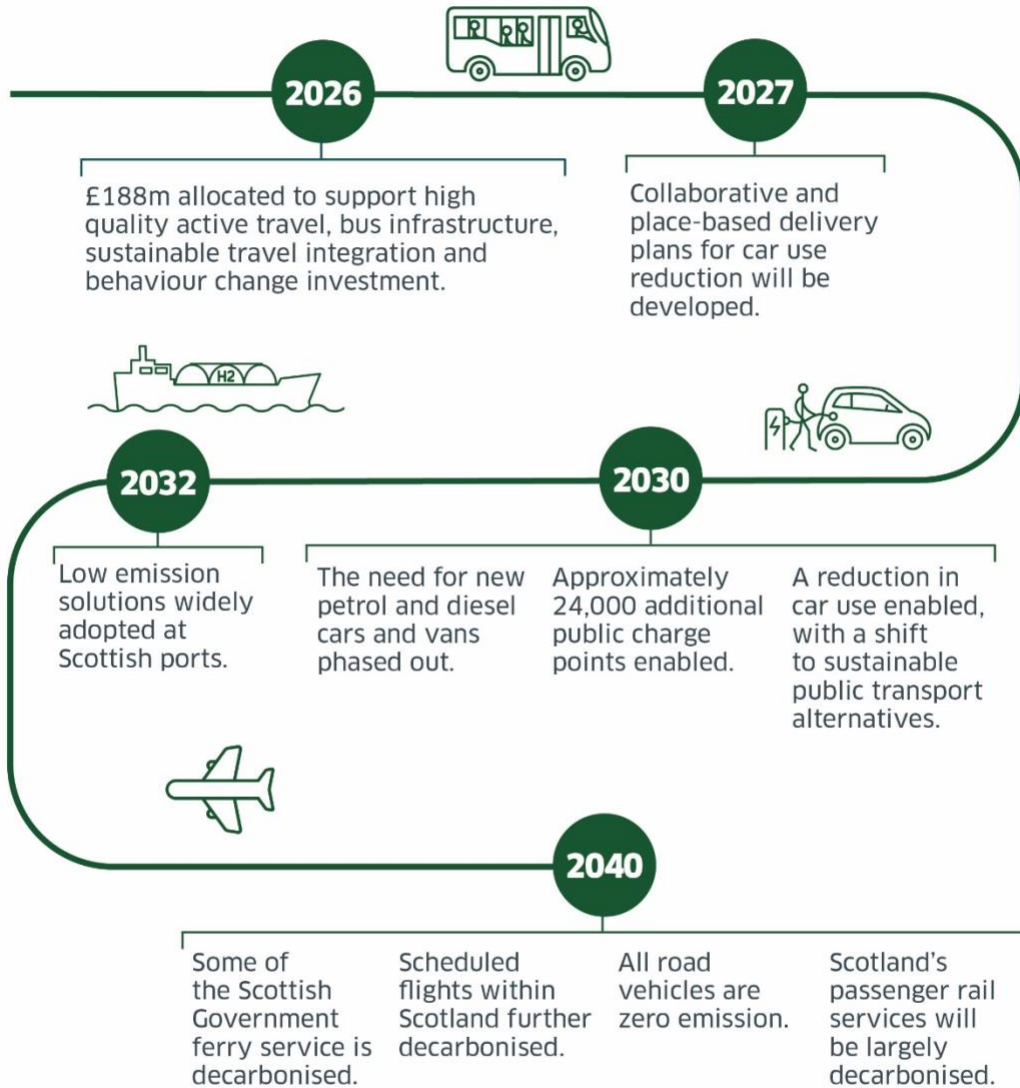 2026
2027
£188m allocated to support high
quality active travel, bus infrastructure,
sustainable travel integration and
behaviour change investment.
Collaborative and
place-based delivery
plans for car use
reduction will be
developed.
H2
2032
2030
Low emission
solutions widely
adopted at
Scottish ports.
The need for new
petrol and diesel
cars and vans
phased out.
Approximately
24,000 additional
public charge
points enabled.
A reduction in
car use enabled,
with a shift
to sustainable
public transport
alternatives.
2040
Some of
the Scottish
Government
ferry service is
decarbonised.
Scheduled
flights within
Scotland further
decarbonised.
All road
vehicles are
zero emission.
Scotland's
passenger rail
services will
be largely
decarbonised.